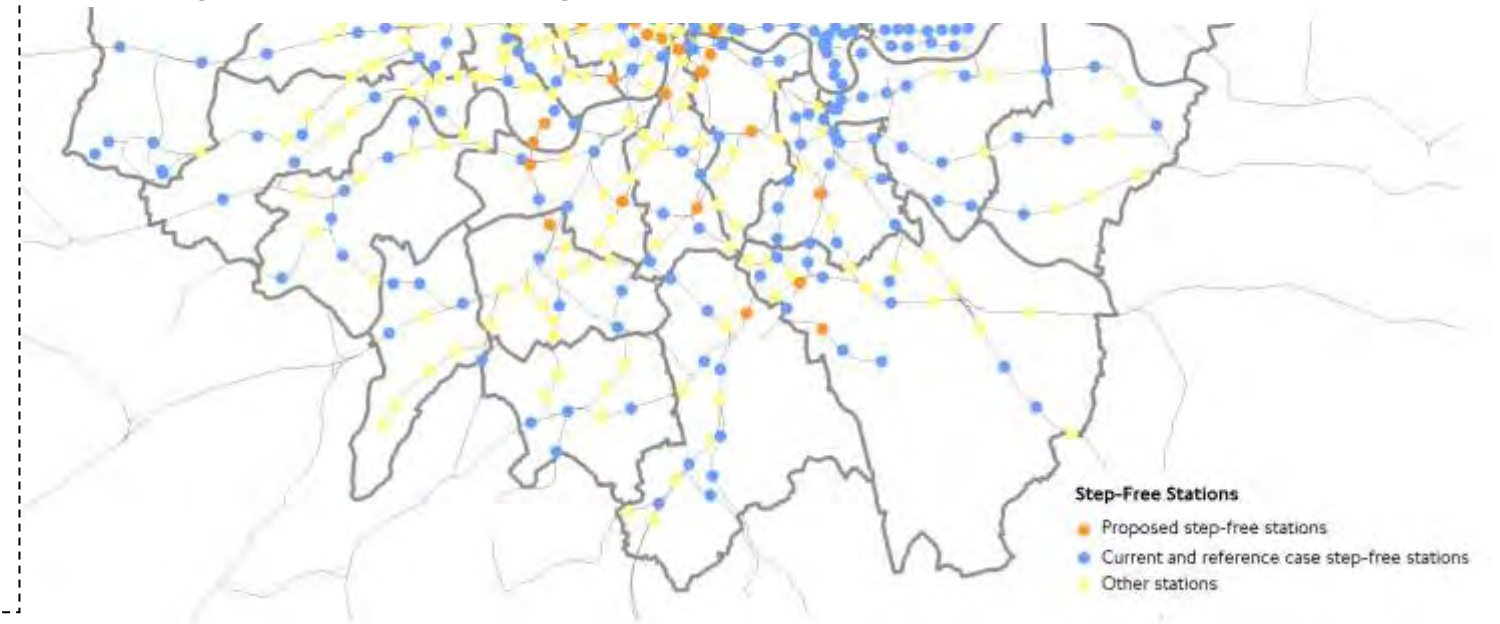 Step-Free Stations
Proposed step-free stations
Current and reference case step-free stations
Other stations